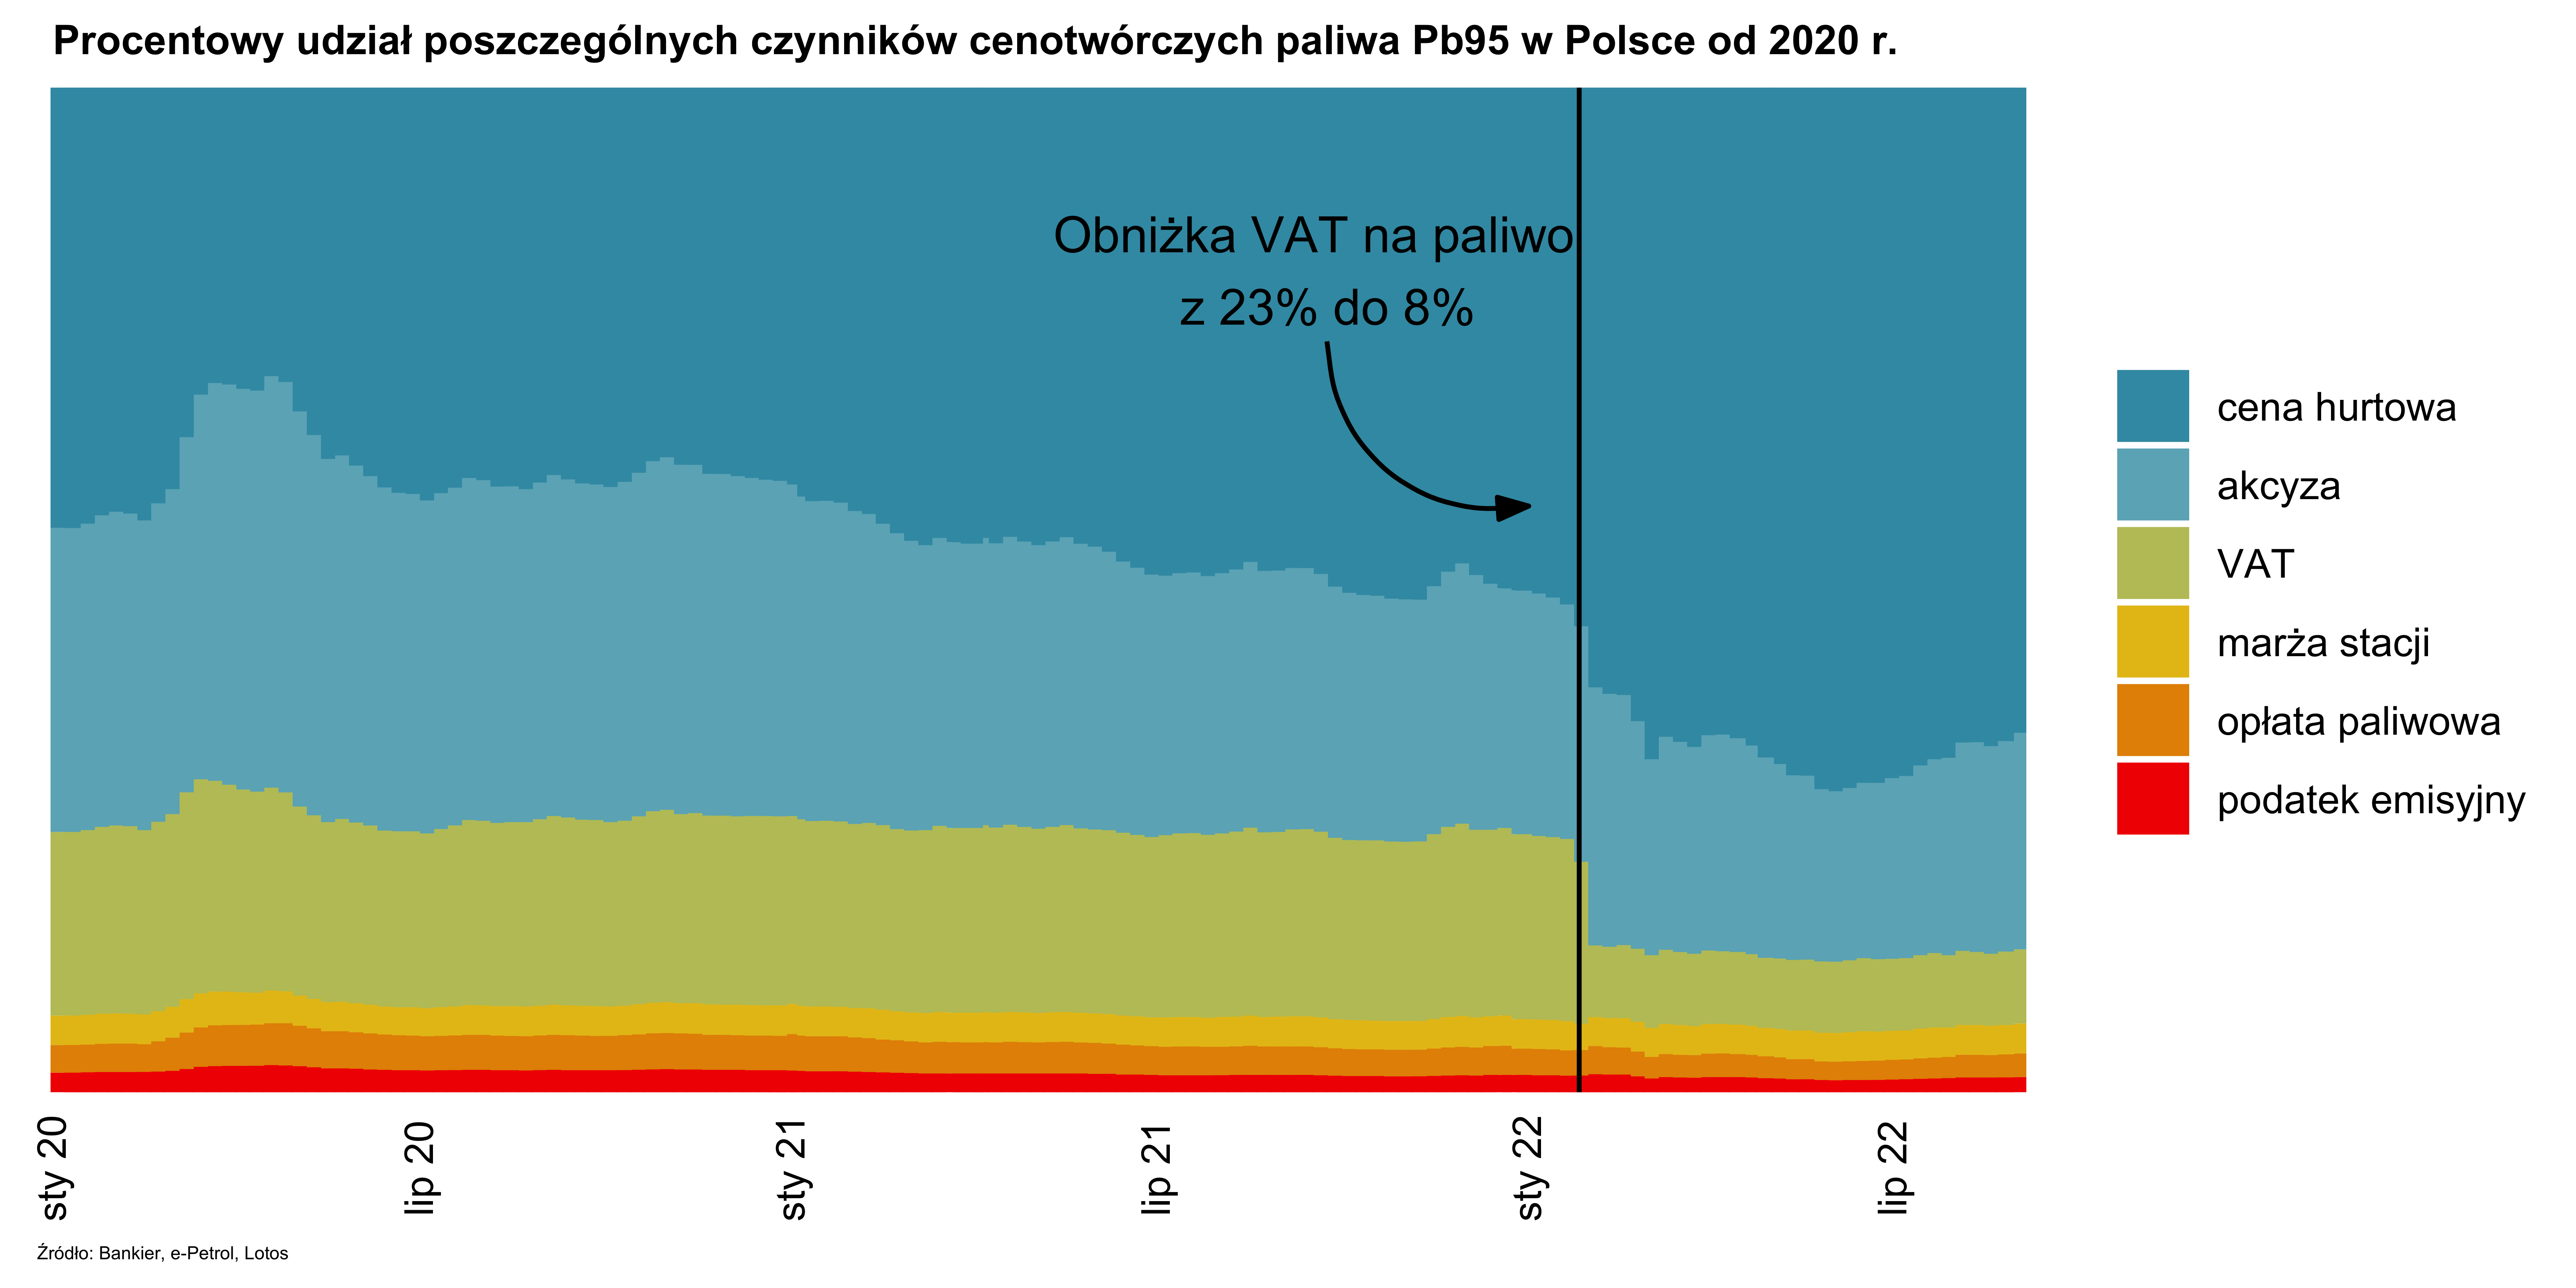 Procentowy udział poszczególnych czynników cenotwórczych paliwa Pb95 w Polsce od 2020 r.
Obniżka VAT na paliwo
z 23% do 8%
cena hurtowa
akcyza
VAT
marża stacji
opłata paliwowa
podatek emisyjny
sty 20
lip 20
sty 21
lip 21
sty 22
lip 22
Źródło: Bankier, e-Petrol, Lotos